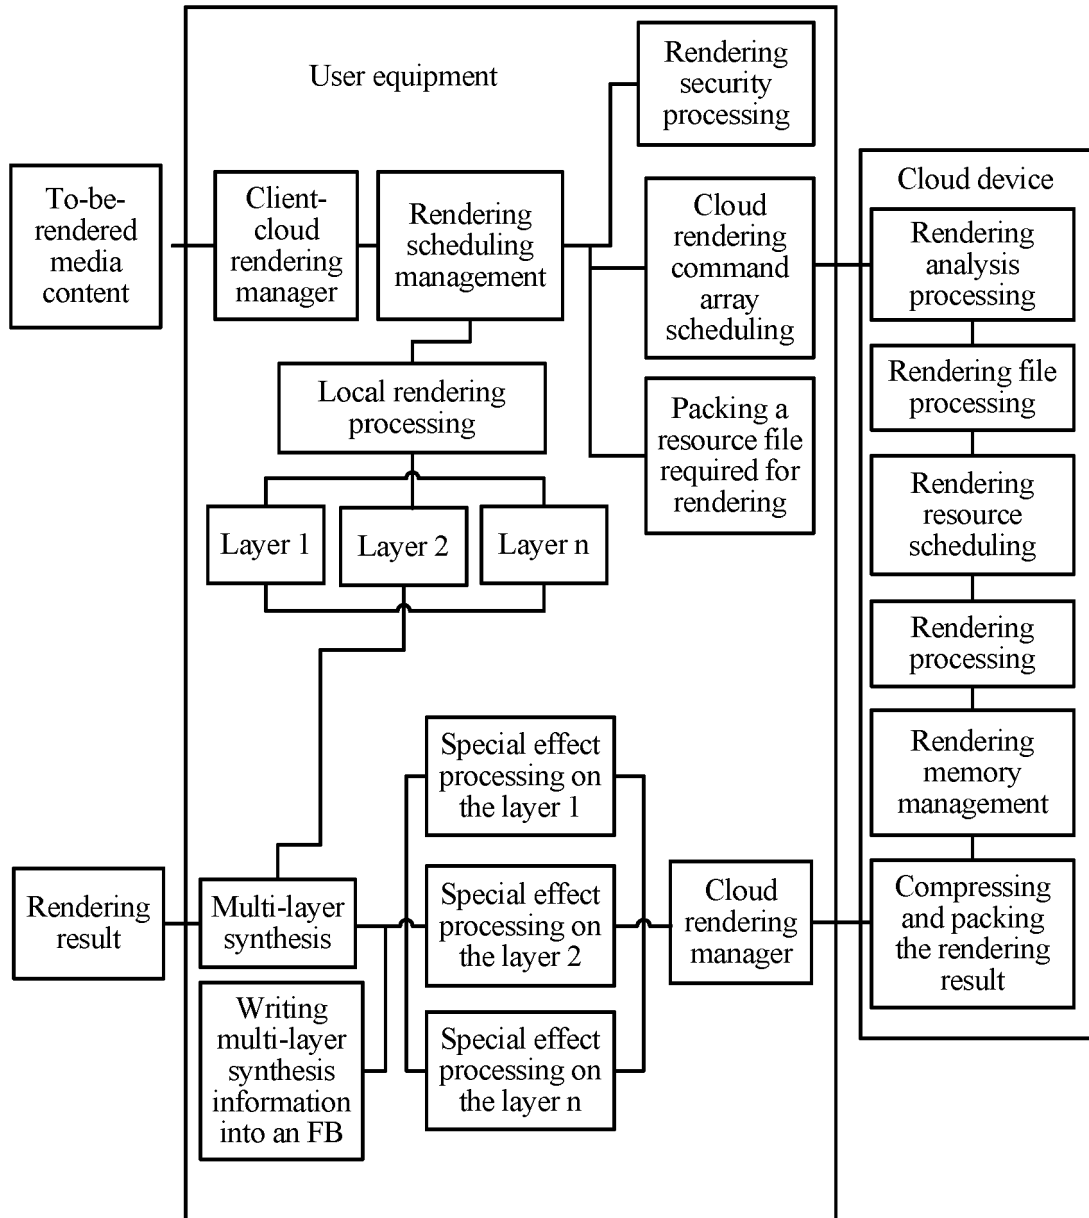 User equipment
Rendering
security
processing
To-be-
rendered
media
content
Client-
cloud
rendering
manager
Rendering
scheduling
management
Cloud
rendering
command
array
scheduling
Cloud device
Rendering
analysis
processing
Local rendering
processing
Packing a
resource file
required for
rendering
Rendering file
processing
Layer 1
Layer 2
Layer n
Rendering
resource
scheduling
Rendering
processing
Rendering
memory
management
Special effect
processing on
the layer 1
Rendering
result
Multi-layer
synthesis
Special effect
processing on
the layer 2
Cloud
rendering
manager
Compressing
and packing
the rendering
result
Writing
multi-layer
synthesis
information
into an FB
Special effect
processing on
the layer n